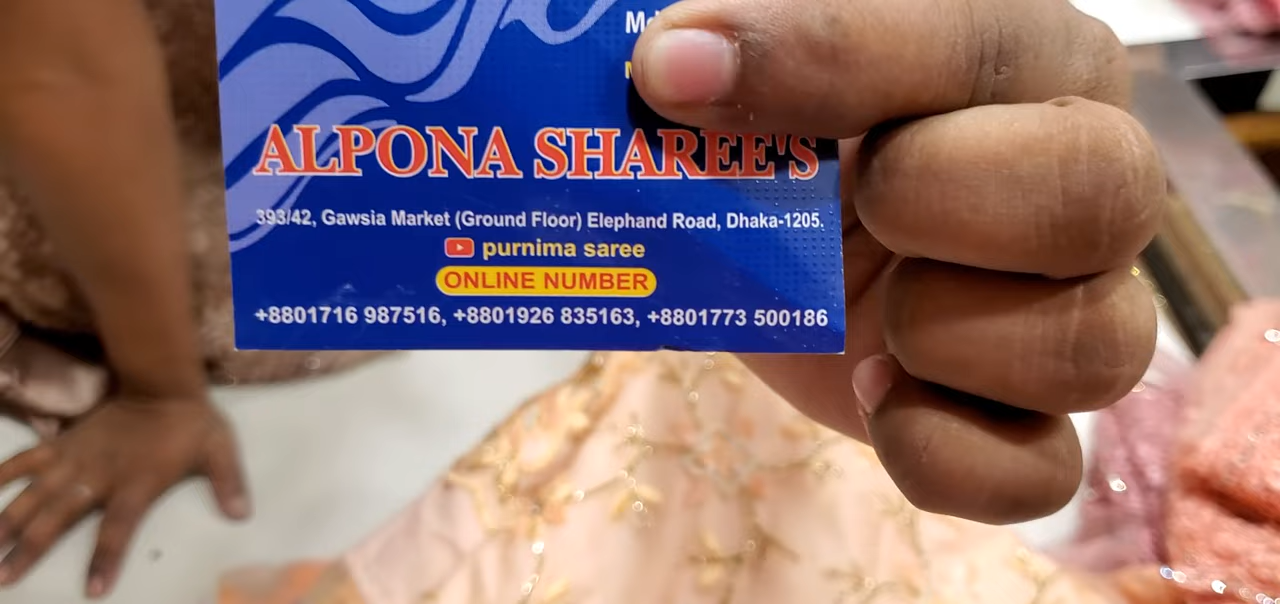 ALPONA SHAREE'S
393/42, Gawsia Market (Ground Floor) Elephand Road, Dhaka-1205.
purnima saree
ONLINE NUMBER
+8801716 987516, +8801926 835163, +8801773 500186